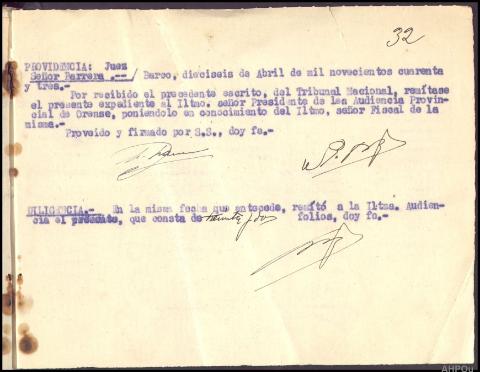 32
PROVIDENCIA: Juez
Señor Barrera .--/ Barco, dieciseis de Abril de mil novecientos cuarenta
y tres.-
Por recibido el precedente escrito, del Tribunal Nacional, remítase
el presente expediente al Iltmo. señor Presidente de las Audiencia Provin-
cial de Orense, poniéndolo en conocimiento del Iltmo, señor Fiscal de la
misma.-
Proveido y firmado por S.S., doy fe.-
DILIGENCIA.- En la misma fecha que antecede, remitó a la Iltma. Audien-
cia el presente, que consta de treinta y dos folios, doy fe.-
AHPOu